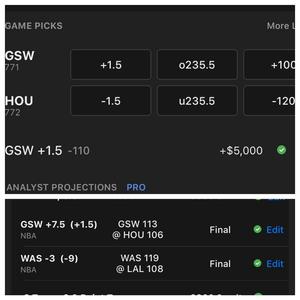 GAME PICKS More L
GSW
771
+1.5 o235.5 +100
HOU
772
-1.5 u235.5 -120
GSW +1.5 -110 +$5,000
ANALYST PROJECTIONS PRO
Edit
GSW +7.5 (+1.5) GSW 113 Final Edit
NBA @ HOU 106
WAS -3 (-9) WAS 119 Final Edit
NBA @ LAL 108